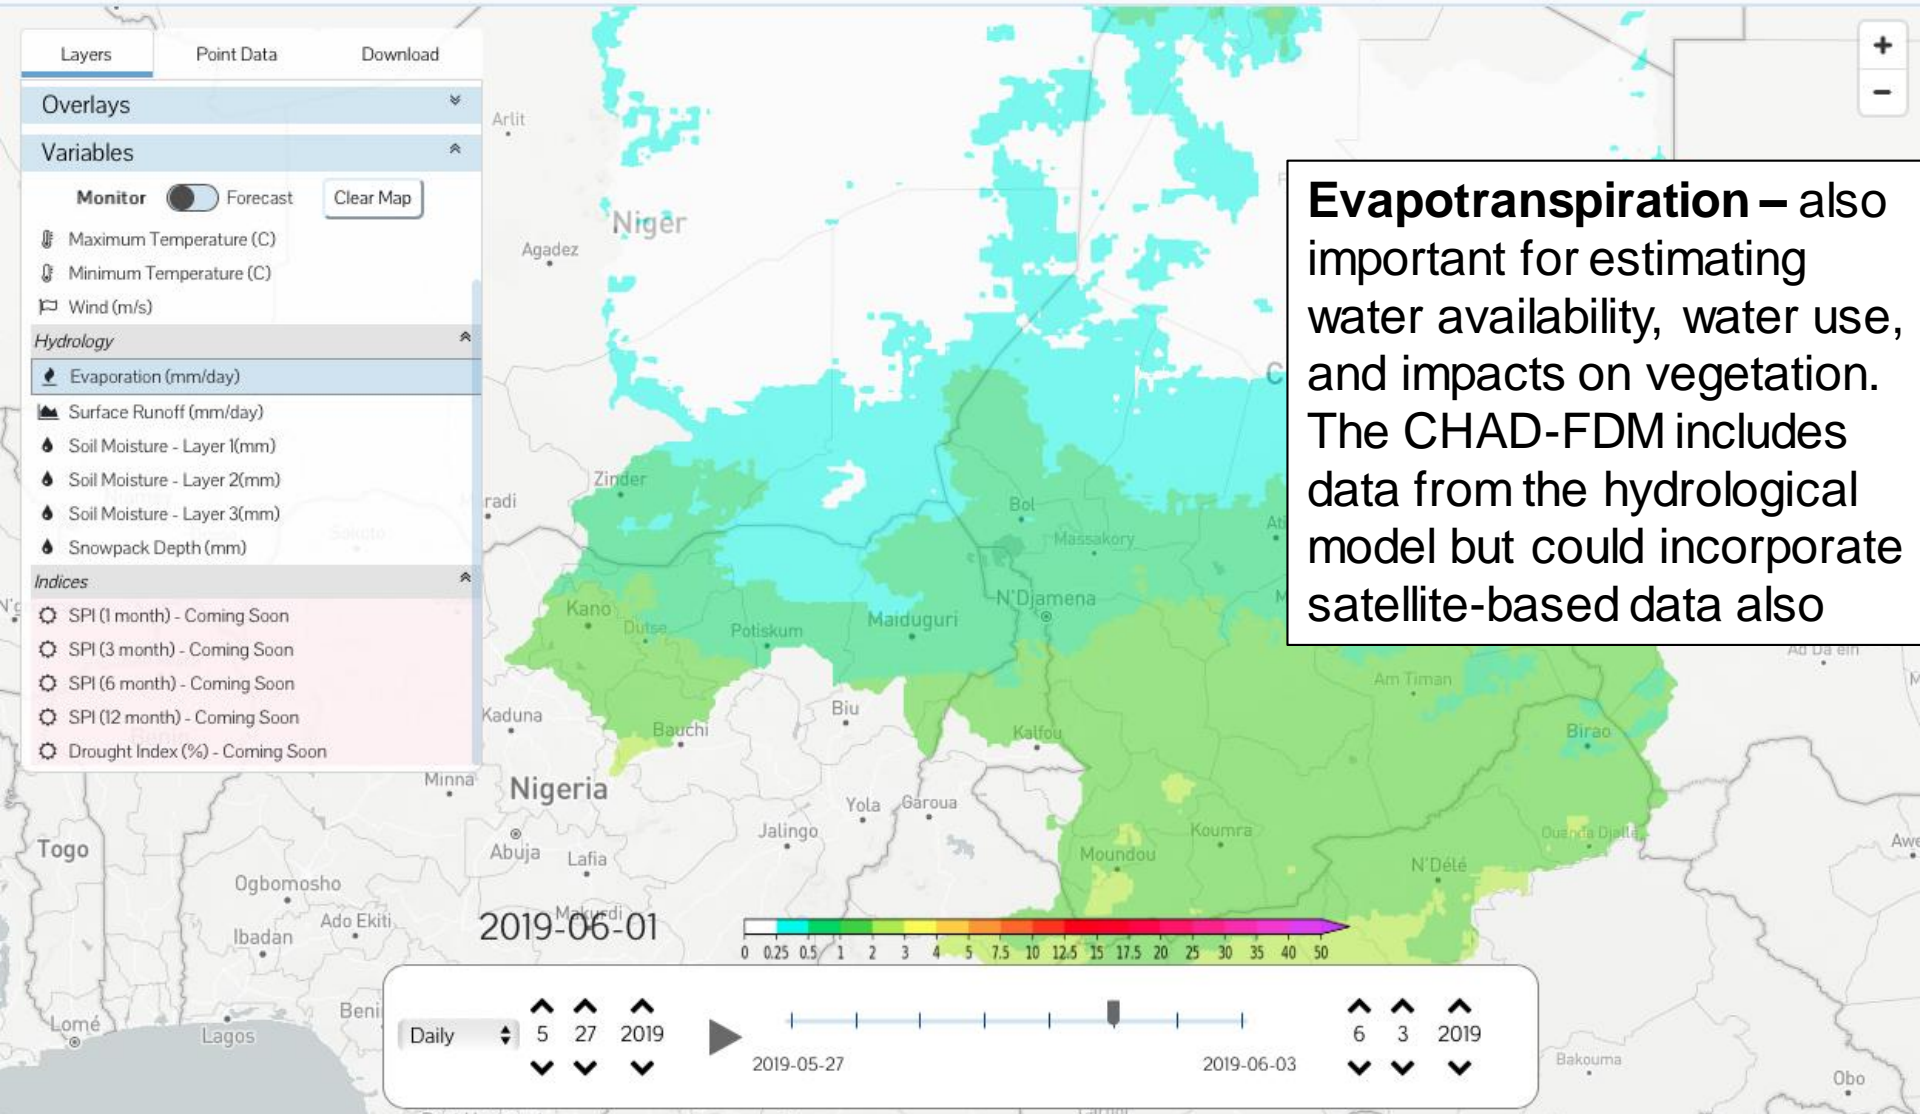 Layers
Point Data
Download
Overlays
Variables
Monitor
Forecast
Clear Map
Maximum Temperature (C)
Minimum Temperature (C)
Wind (m/s)
Hydrology
Evaporation (mm/day)
Surface Runoff (mm/day)
Soil Moisture - Layer 1(mm)
Soil Moisture - Layer 2(mm)
Soil Moisture - Layer 3(mm)
Snowpack Depth (mm)
Indices
SPI (1 month) - Coming Soon
SPI (3 month) - Coming Soon
SPI (6 month) - Coming Soon
SPI (12 month) - Coming Soon
Drought Index (%) - Coming Soon
+
−
Evapotranspiration – also
important for estimating
water availability, water use,
and impacts on vegetation.
The CHAD-FDM includes
data from the hydrological
model but could incorporate
satellite-based data also
Arlit
Niger
Agadez
Zinder
Bol
Massakory
Kano
Dutse
Potiskum
Maiduguri
N'Djamena
Am Timan
Kaduna
Bauchi
Biu
Kalfou
Birao
Minna
Nigeria
Yola
Garoua
Jalingo
Koumra
Togo
Abuja
Lafia
Moundou
N'Délé
Ogbomosho
Ado Ekiti
Makurdi
Ibadan
2019-06-01
0 0.25 0.5 1 2 3 4 5 7.5 10 12.5 15 17.5 20 25 30 35 40 50
Lomé
Lagos
Daily
5 27 2019
2019-05-27
2019-06-03
6 3 2019
Bakouma
Obo